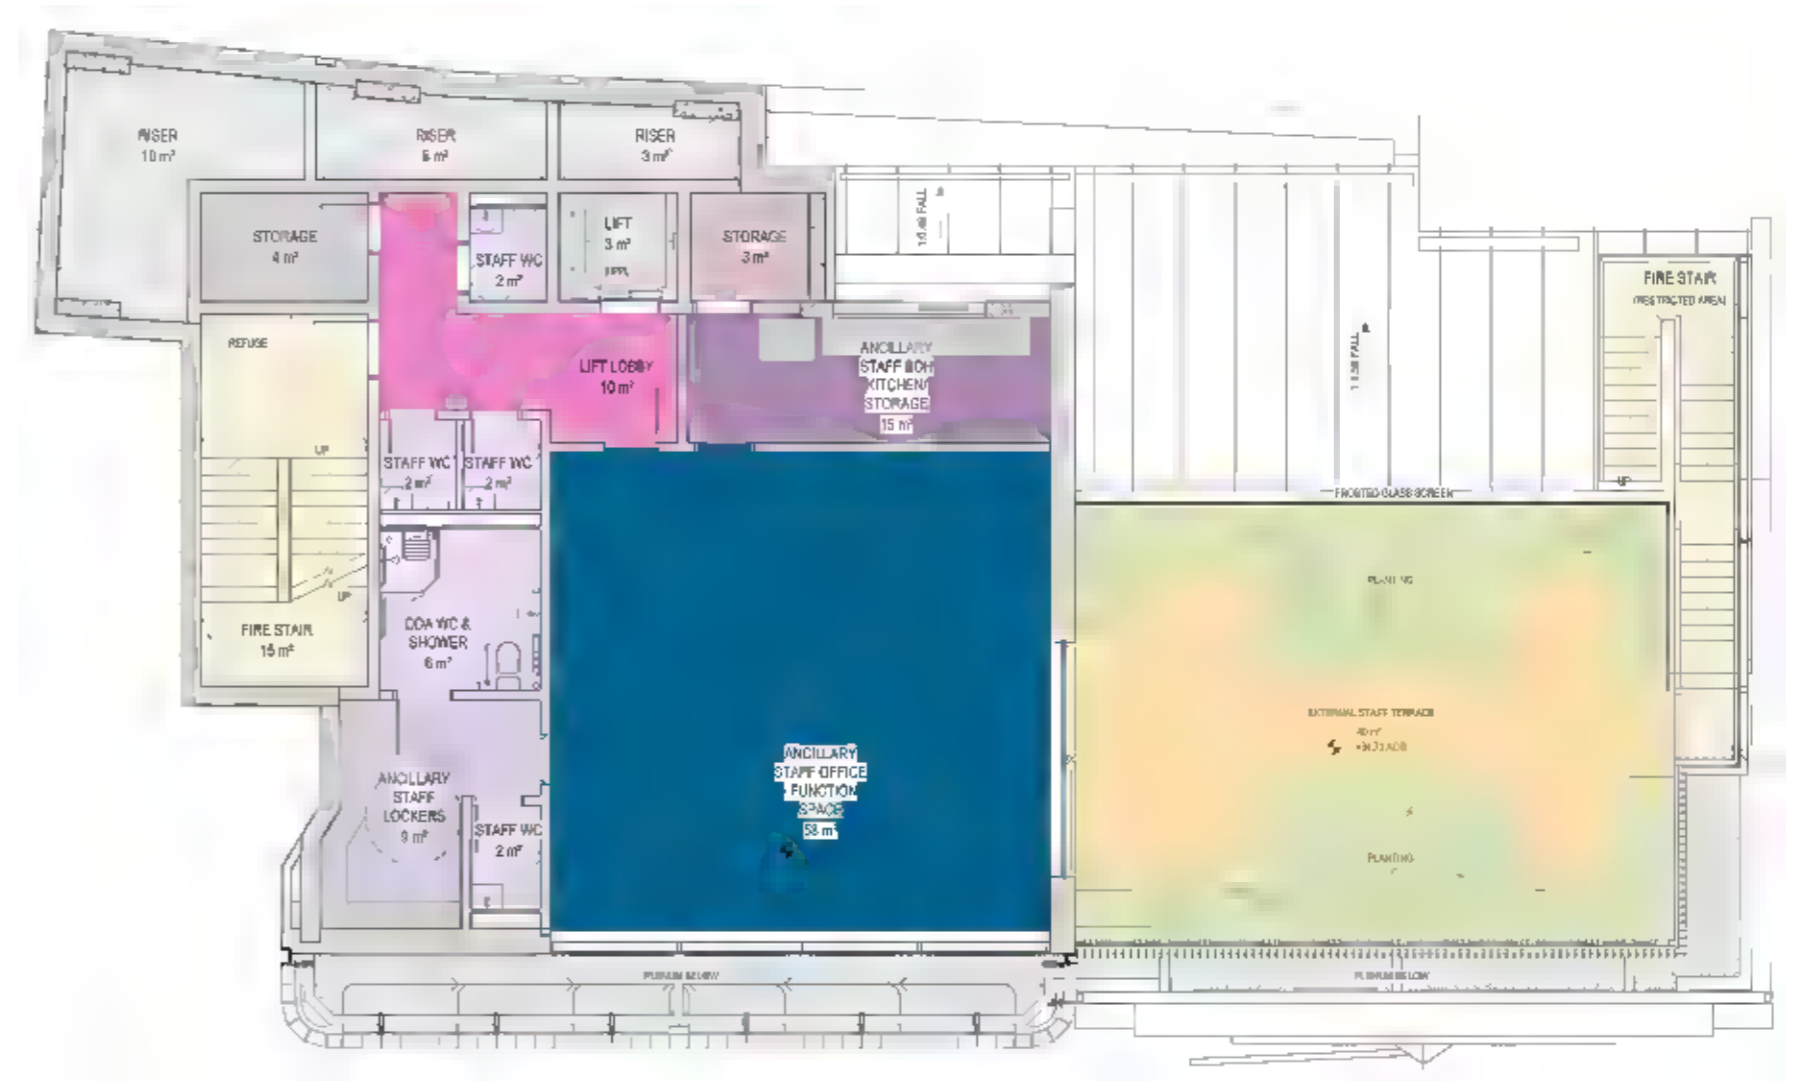 RISER
10 m²
RISER
RISER
3 m²
STORAGE
4 m²
STAFF WC
2 m²
LIFT
3 m²
STORAGE
3 m²
FALL
FIRE STAIR
(RESTRICTED AREA)
REFUGE
LIFT LOBBY
10 m²
ANCILLARY
STAFF BOH
KITCHEN/
STORAGE
15 m²
FALL
UP
STAFF WC
2 m²
STAFF WC
2 m²
UP
FROSTED GLASS SCREEN
UP
FIRE STAIR
15 m²
DDA WC &
SHOWER
6 m²
PLANTING
EXTERNAL STAFF TERRACE
ANCILLARY
STAFF OFFICE
FUNCTION
SPACE
58 m²
ANCILLARY
STAFF
LOCKERS
9 m²
STAFF WC
2 m²
PLANTING
PLENUM BELOW
PLENUM BELOW